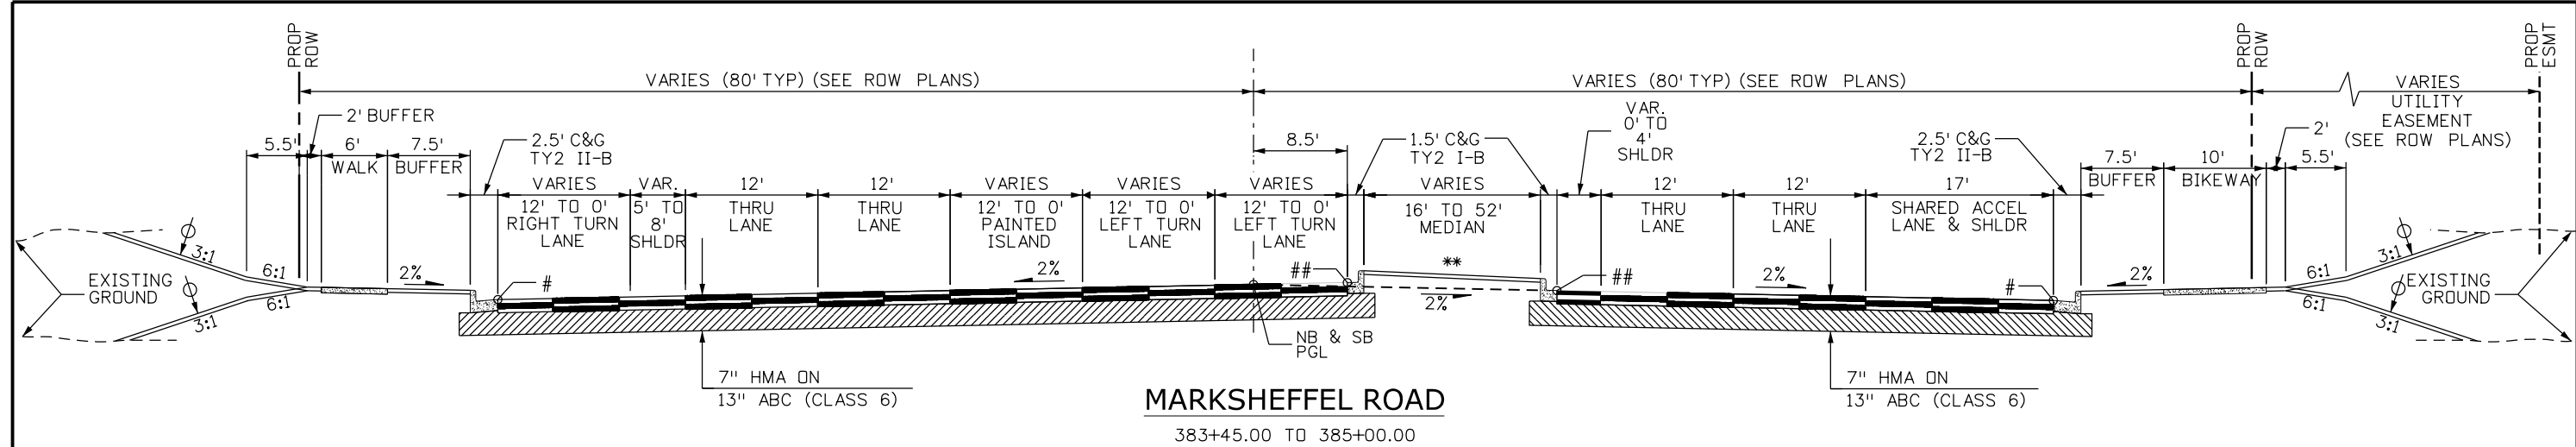 PROP
ROW
PROP
ROW
PROP
ESMT
VARIES (80' TYP) (SEE ROW PLANS)
VARIES (80' TYP) (SEE ROW PLANS)
VARIES
UTILITY
EASEMENT
(SEE ROW PLANS)
2' BUFFER
5.5'
6'
WALK
7.5'
BUFFER
2.5' C&G
TY2 II-B
8.5'
1.5' C&G
TY2 I-B
VAR.
0' TO
4'
SHLDR
2.5' C&G
TY2 II-B
7.5'
BUFFER
10'
BIKEWAY
2'
5.5'
VARIES
12' TO 0'
RIGHT TURN
LANE
VAR.
5' TO
8'
SHLDR
12'
THRU
LANE
12'
THRU
LANE
VARIES
12' TO 0'
PAINTED
ISLAND
VARIES
12' TO 0'
LEFT TURN
LANE
VARIES
12' TO 0'
LEFT TURN
LANE
VARIES
16' TO 52'
MEDIAN
12'
THRU
LANE
12'
THRU
LANE
17'
SHARED ACCEL
LANE & SHLDR
EXISTING
GROUND
3:1
6:1
6:1
3:1
2%
#
2%
##
**
2%
##
2%
#
2%
6:1
3:1
6:1
3:1
EXISTING
GROUND
NB & SB
PGL
7" HMA ON
13" ABC (CLASS 6)
7" HMA ON
13" ABC (CLASS 6)
MARKSHEFFEL ROAD
383+45.00 TO 385+00.00